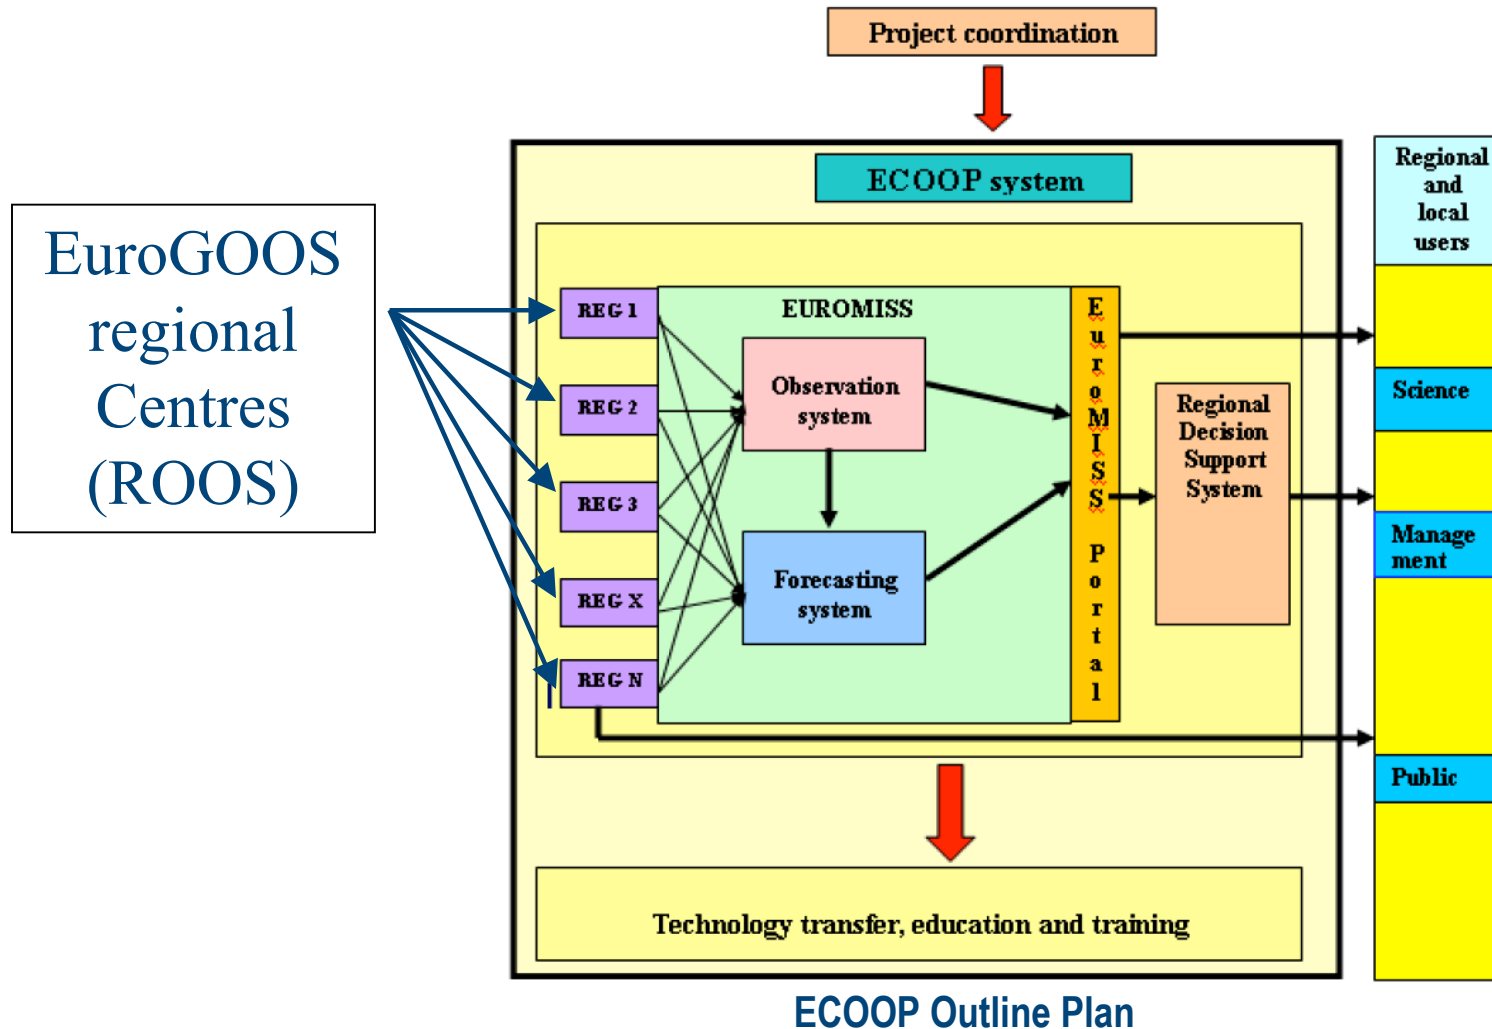 Project coordination
ECOOP system
EuroGOOS
regional
Centres
(ROOS)
REG 1
REG 2
REG 3
REG X
REG N
EUROMISS
Observation
system
Forecasting
system
E
u
r
o
M
I
S
S
P
o
r
t
a
l
Regional
Decision
Support
System
Regional
and
local
users
Science
Manage
ment
Public
Technology transfer, education and training
ECOOP Outline Plan